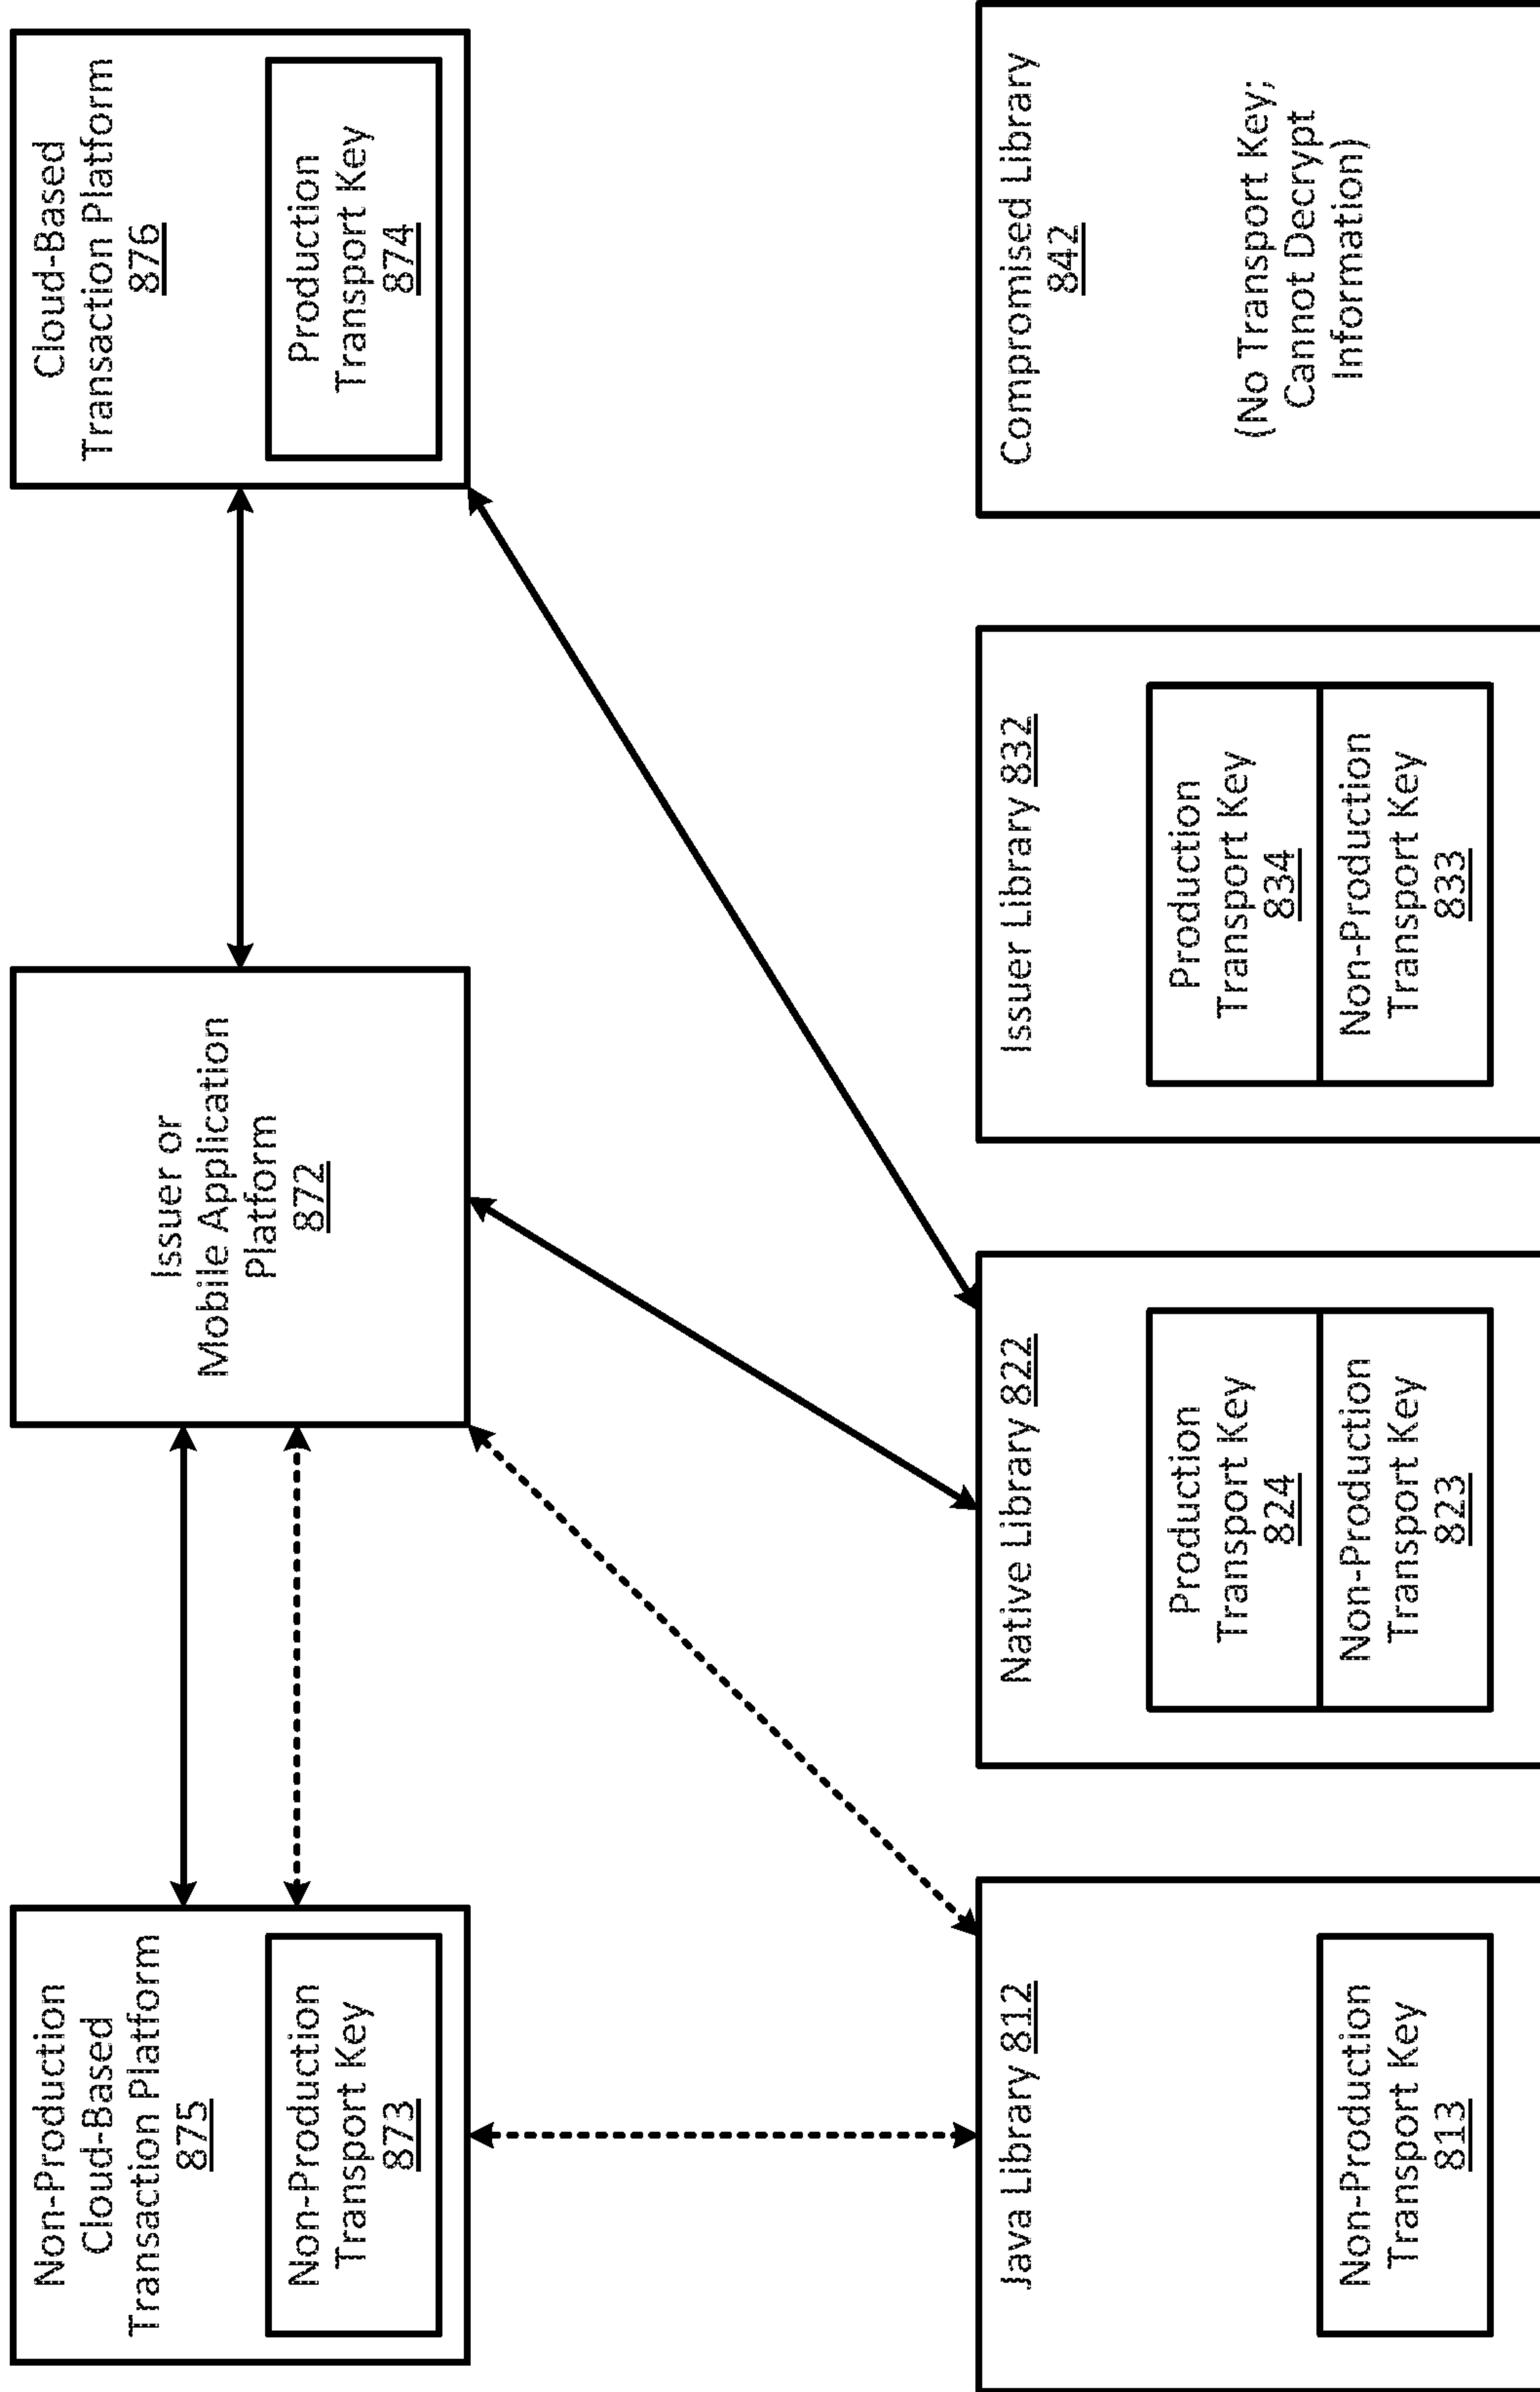 Non-Production
Cloud-Based
Transaction Platform
875
Non-Production
Transport Key
873
Issuer or
Mobile Application
Platform
872
Cloud-Based
Transaction Platform
876
Production
Transport Key
874
Java Library 812
Non-Production
Transport Key
813
Native Library 822
Production
Transport Key
824
Non-Production
Transport Key
823
Issuer Library 832
Production
Transport Key
834
Non-Production
Transport Key
833
Compromised Library
842
(No Transport Key;
Cannot Decrypt
Information)